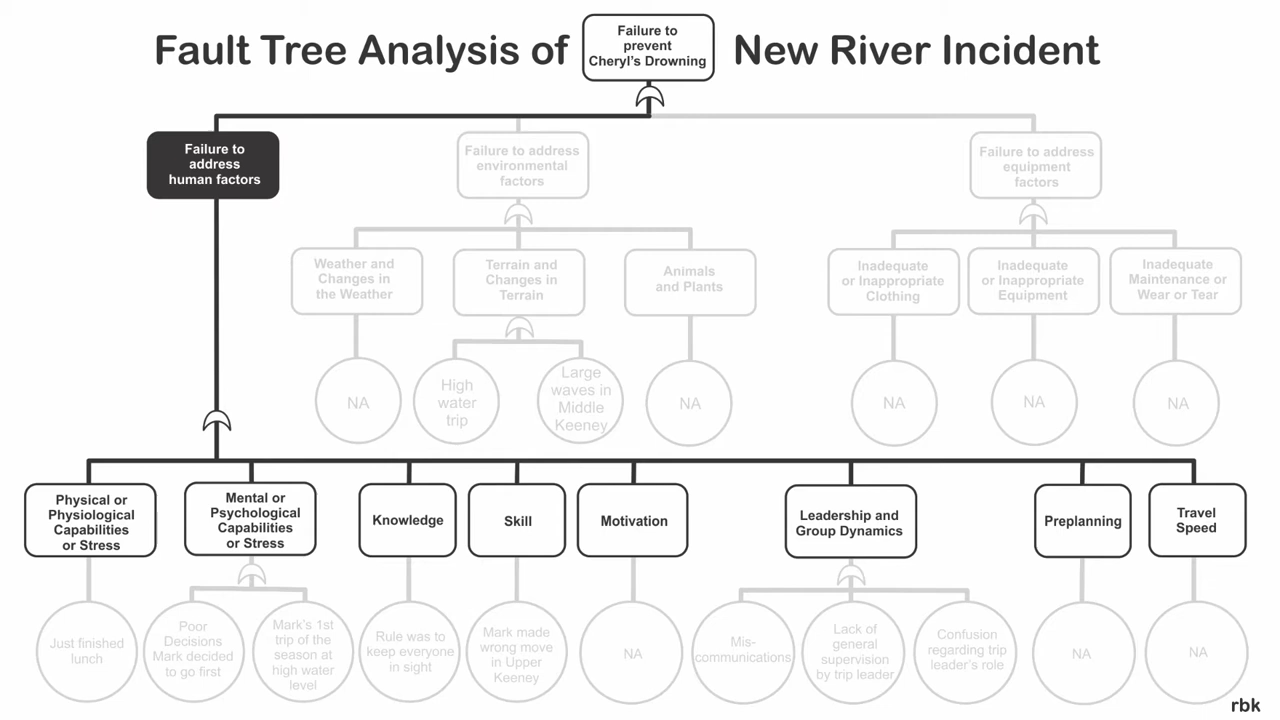 Fault Tree Analysis of
Failure to
prevent
Cheryl's Drowning
New River Incident
Failure to
address
human factors
Failure to address
environmental
factors
Failure to address
equipment
factors
Weather and
Changes in
the Weather
Terrain and
Changes in
Terrain
Animals
and Plants
Inadequate
or Inappropriate
Clothing
Inadequate
or Inappropriate
Equipment
Inadequate
Maintenance or
Wear or Tear
NA
High
water
trip
Large
waves in
Middle
Keeney
NA
NA
NA
NA
Physical or
Physiological
Capabilities
or Stress
Mental or
Psychological
Capabilities
or Stress
Knowledge
Skill
Motivation
Leadership and
Group Dynamics
Preplanning
Travel
Speed
Just finished
lunch
Poor
Decisions
Mark decided
to go first
Mark's 1st
trip of the
season at
high water
level
Rule was to
keep everyone
in sight
Mark made
wrong move
in Upper
Keeney
NA
Mis-
communications
Lack of
general
supervision
by trip leader
Confusion
regarding trip
leader's role
NA
NA
rbk